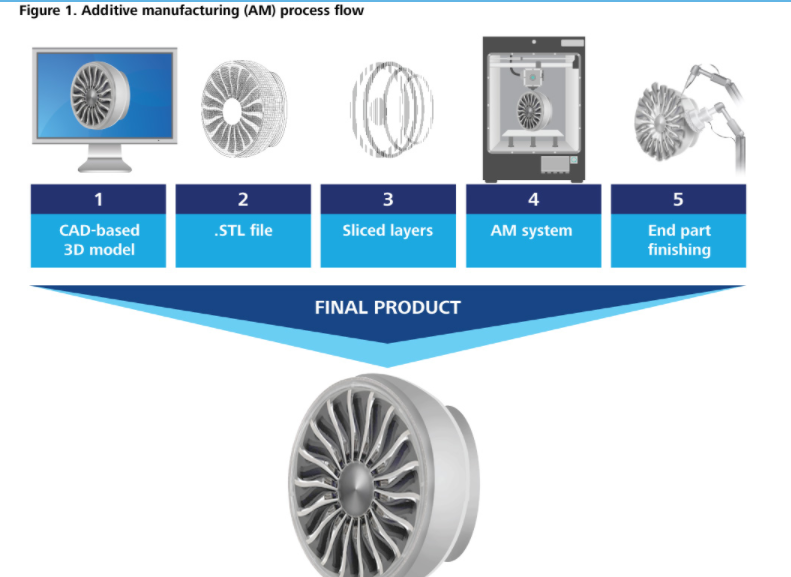 Figure 1. Additive manufacturing (AM) process flow
1
CAD-based
3D model
2
.STL file
3
Sliced layers
4
AM system
5
End part
finishing
FINAL PRODUCT